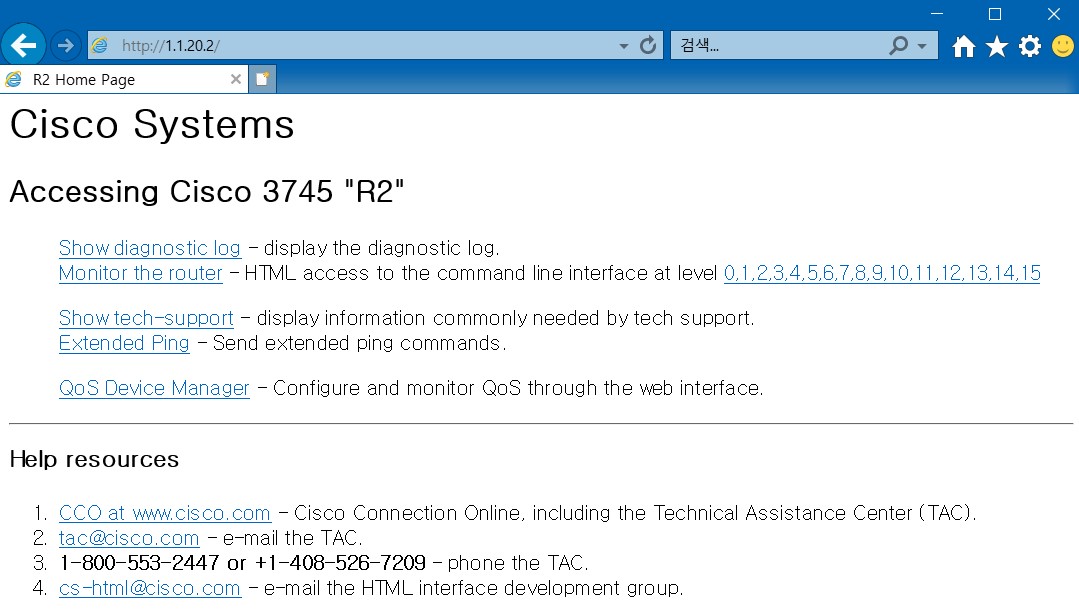 http://1.1.20.2/
검색...
R2 Home Page
Cisco Systems
Accessing Cisco 3745 "R2"
Show diagnostic log - display the diagnostic log.
Monitor the router - HTML access to the command line interface at level 0,1,2,3,4,5,6,7,8,9,10,11,12,13,14,15
Show tech-support - display information commonly needed by tech support.
Extended Ping - Send extended ping commands.
QoS Device Manager - Configure and monitor QoS through the web interface.
Help resources
1. CCO at www.cisco.com - Cisco Connection Online, including the Technical Assistance Center (TAC).
2. tac@cisco.com - e-mail the TAC.
3. 1-800-553-2447 or +1-408-526-7209 - phone the TAC.
4. cs-html@cisco.com - e-mail the HTML interface development group.